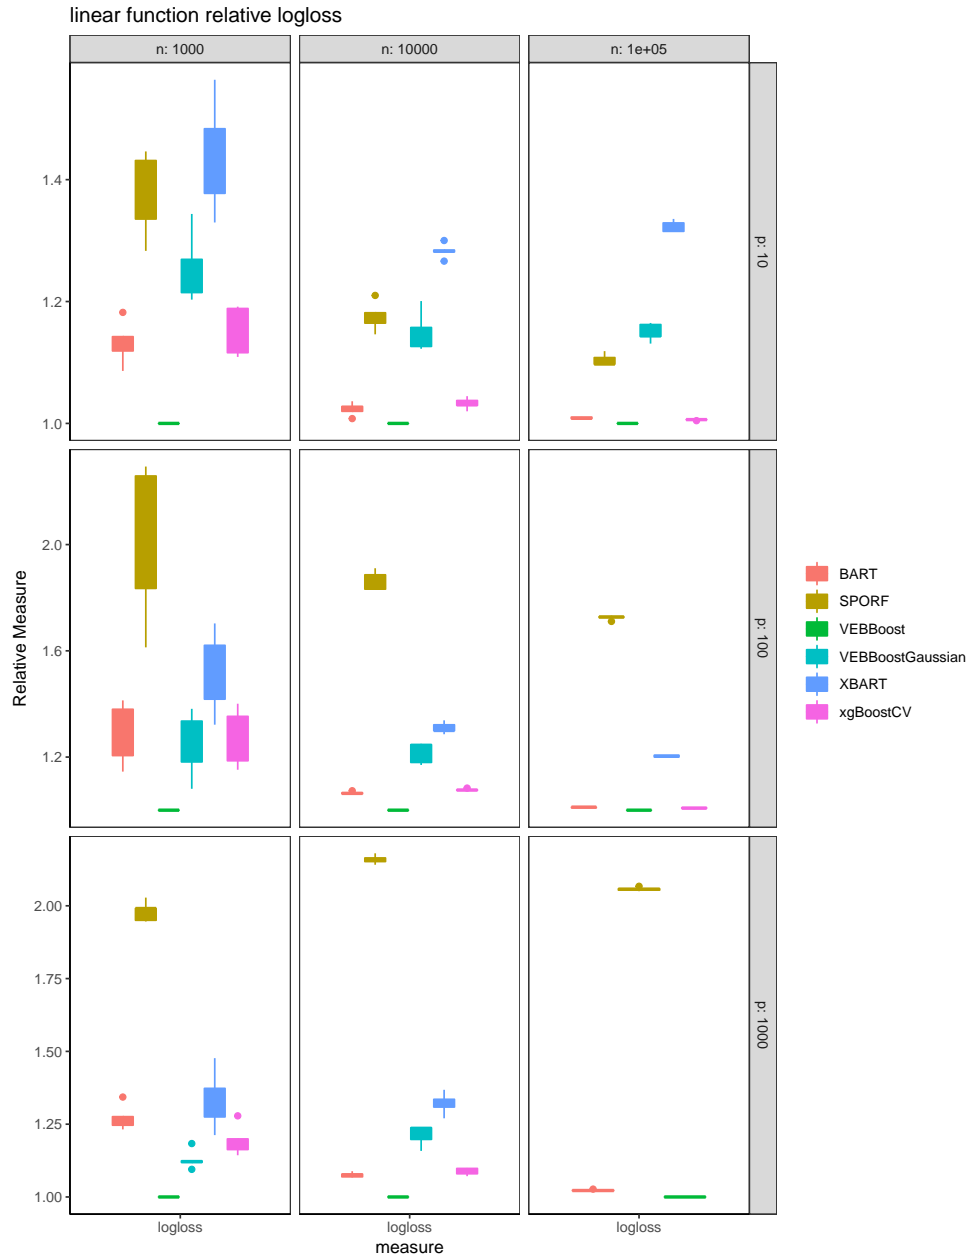 linear function relative logloss
n: 1000
n: 10000
n: 1e+05
1.4
1.2
1.0
p: 10
2.0
1.6
1.2
p: 100
2.00
1.75
1.50
1.25
1.00
p: 1000
Relative Measure
logloss
logloss
logloss
measure
BART
SPORF
VEBBoost
VEBBoostGaussian
XBART
xgBoostCV